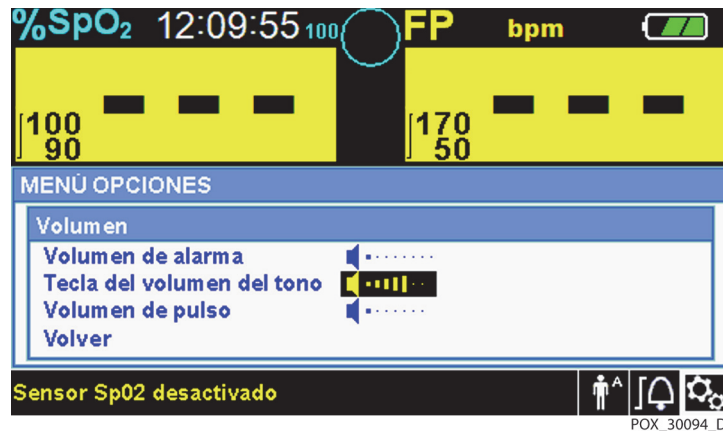 %SpO₂ 12:09:55 100 FP bpm
--- ---
100 170
90 50
MENÚ OPCIONES
Volumen
Volumen de alarma
Tecla del volumen del tono
Volumen de pulso
Volver
Sensor Sp02 desactivado A
POX_30094_D